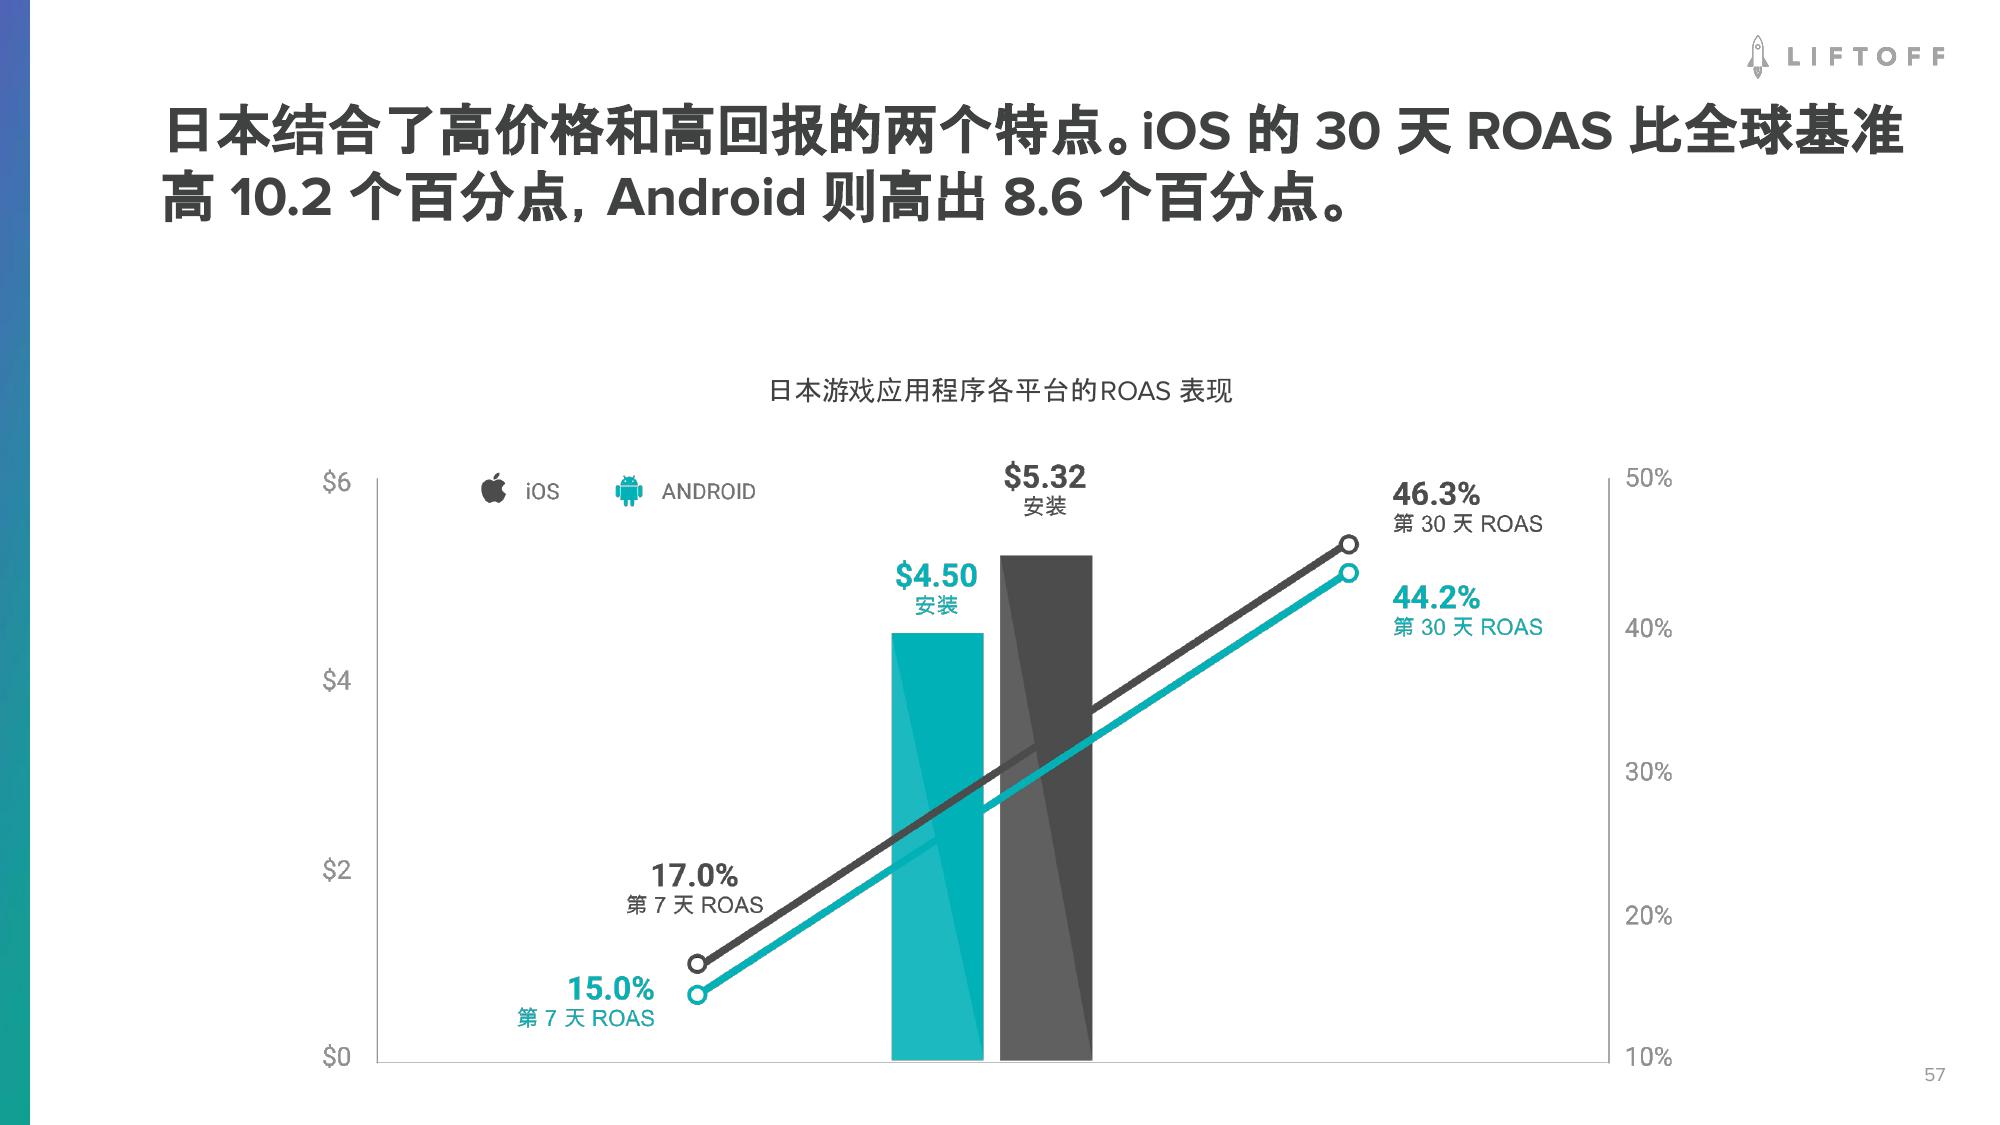 LIFTOFF
日本结合了高价格和高回报的两个特点。iOS 的 30 天 ROAS 比全球基准
高 10.2 个百分点, Android 则高出 8.6 个百分点。
日本游戏应用程序各平台的ROAS 表现
iOS
ANDROID
$6
$4
$2
$0
$5.32
安装
$4.50
安装
46.3%
第 30 天 ROAS
44.2%
第 30 天 ROAS
17.0%
第 7 天 ROAS
15.0%
第 7 天 ROAS
50%
40%
30%
20%
10%
57